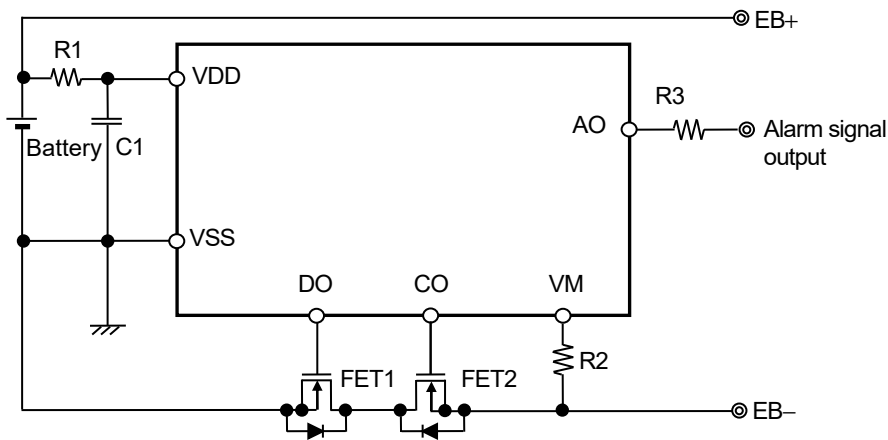 EB+
R1
VDD
R3
AO
Alarm signal
output
Battery
C1
VSS
DO
CO
VM
FET1
FET2
R2
EB−